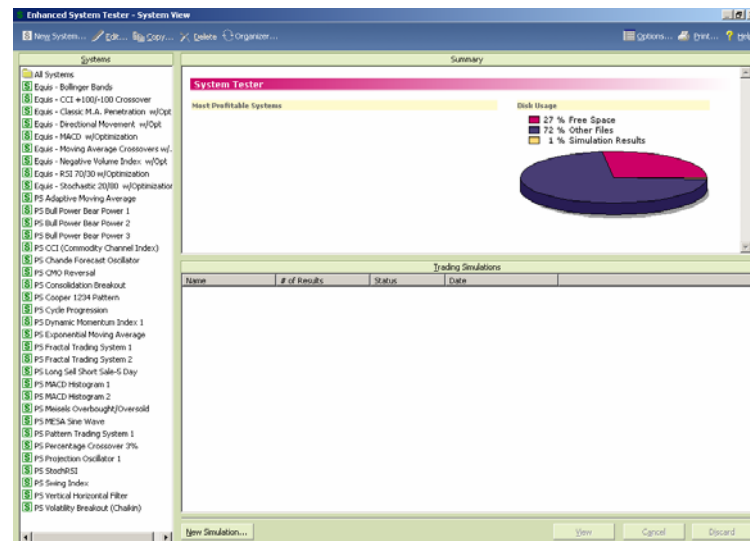 Enhanced System Tester - System View
New System... Edit... Copy... Delete Organizer... Options... Print... Help
Systems
All Systems
Equis - Bollinger Bands
Equis - CCI +100/-100 Crossover
Equis - Classic M.A. Penetration w/Opt
Equis - Directional Movement w/Opt
Equis - MACD w/Optimization
Equis - Moving Average Crossovers w/.
Equis - Negative Volume Index w/Opt
Equis - RSI 70/30 w/Optimization
Equis - Stochastic 20/80 w/Optimization
PS Adaptive Moving Average
PS Bull Power Bear Power 1
PS Bull Power Bear Power 2
PS Bull Power Bear Power 3
PS CCI (Commodity Channel Index)
PS Chande Forecast Oscillator
PS CMO Reversal
PS Consolidation Breakout
PS Cooper 1234 Pattern
PS Cycle Progression
PS Dynamic Momentum Index 1
PS Exponential Moving Average
PS Fractal Trading System 1
PS Fractal Trading System 2
PS Long Sell Short Sale-5 Day
PS MACD Histogram 1
PS MACD Histogram 2
PS Meisels Overbought/Oversold
PS MESA Sine Wave
PS Pattern Trading System 1
PS Percentage Crossover 3%
PS Projection Oscillator 1
PS StochRSI
PS Swing Index
PS Vertical Horizontal Filter
PS Volatility Breakout (Chaikin)
Summary
System Tester
Most Profitable Systems
Disk Usage
27 % Free Space
72 % Other Files
1 % Simulation Results
Trading Simulations
Name # of Results Status Date
New Simulation... View Cancel Discard